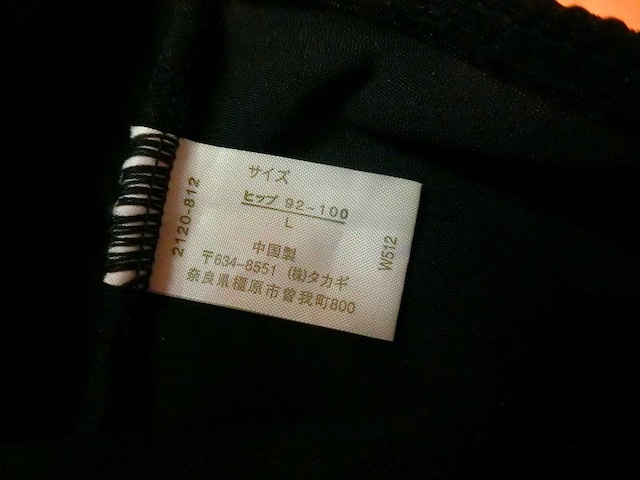 サイズ
ヒップ 92~100
L
中国製
〒634-8551 (株)タカギ
奈良県橿原市曽我町800
2120-812
W512